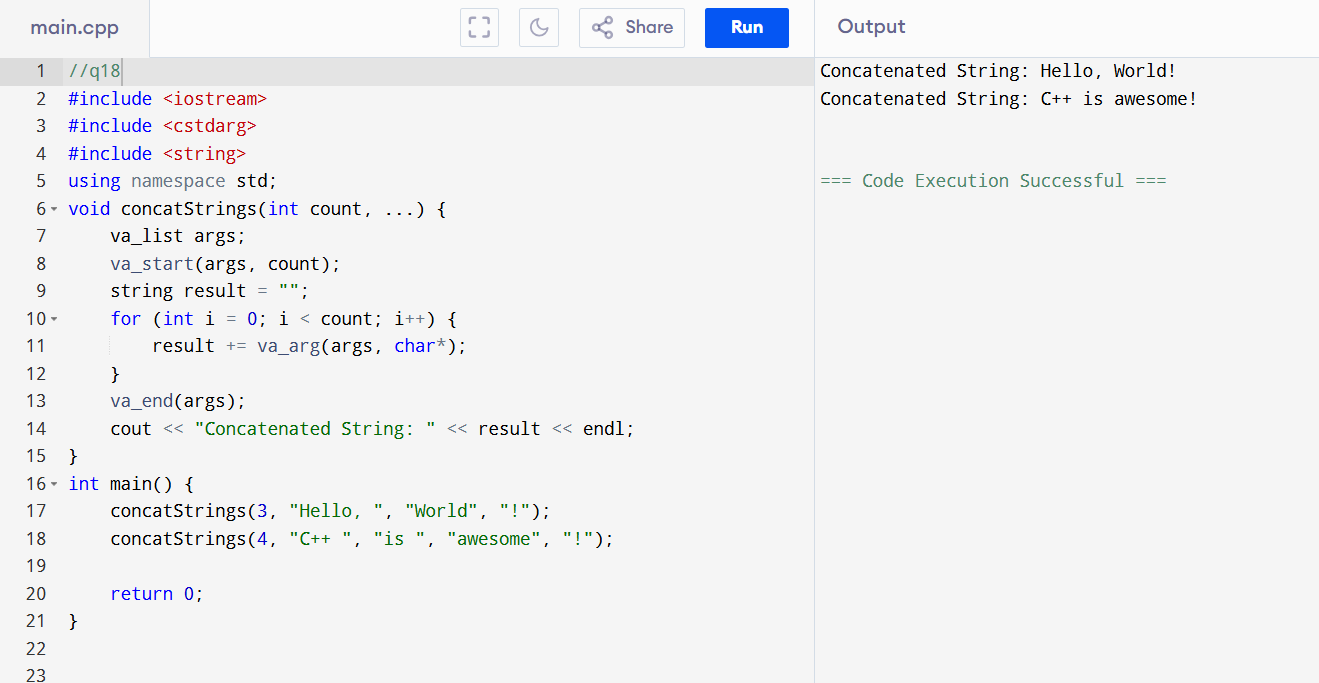 main.cpp
Share
Run
Output
1 //q18
2 #include <iostream>
3 #include <cstdarg>
4 #include <string>
5 using namespace std;
6 void concatStrings(int count, ...) {
7     va_list args;
8     va_start(args, count);
9     string result = "";
10     for (int i = 0; i < count; i++) {
11         result += va_arg(args, char*);
12     }
13     va_end(args);
14     cout << "Concatenated String: " << result << endl;
15 }
16 int main() {
17     concatStrings(3, "Hello, ", "World", "!");
18     concatStrings(4, "C++ ", "is ", "awesome", "!");
19
20     return 0;
21 }
22
23
Concatenated String: Hello, World!
Concatenated String: C++ is awesome!
=== Code Execution Successful ===